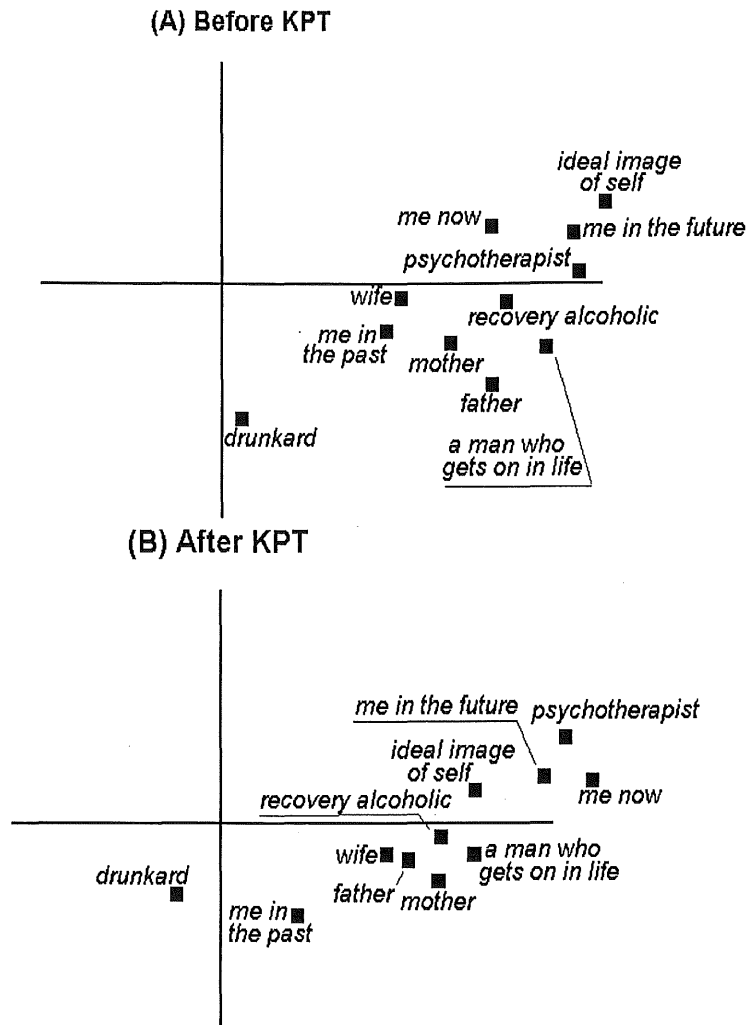 (A) Before KPT
ideal image
of self
me now
me in the future
psychotherapist
wife
recovery alcoholic
me in
the past
mother
father
drunkard
a man who
gets on in life
(B) After KPT
me in the future
psychotherapist
ideal image
of self
me now
recovery alcoholic
wife
a man who
gets on in life
father
mother
drunkard
me in
the past